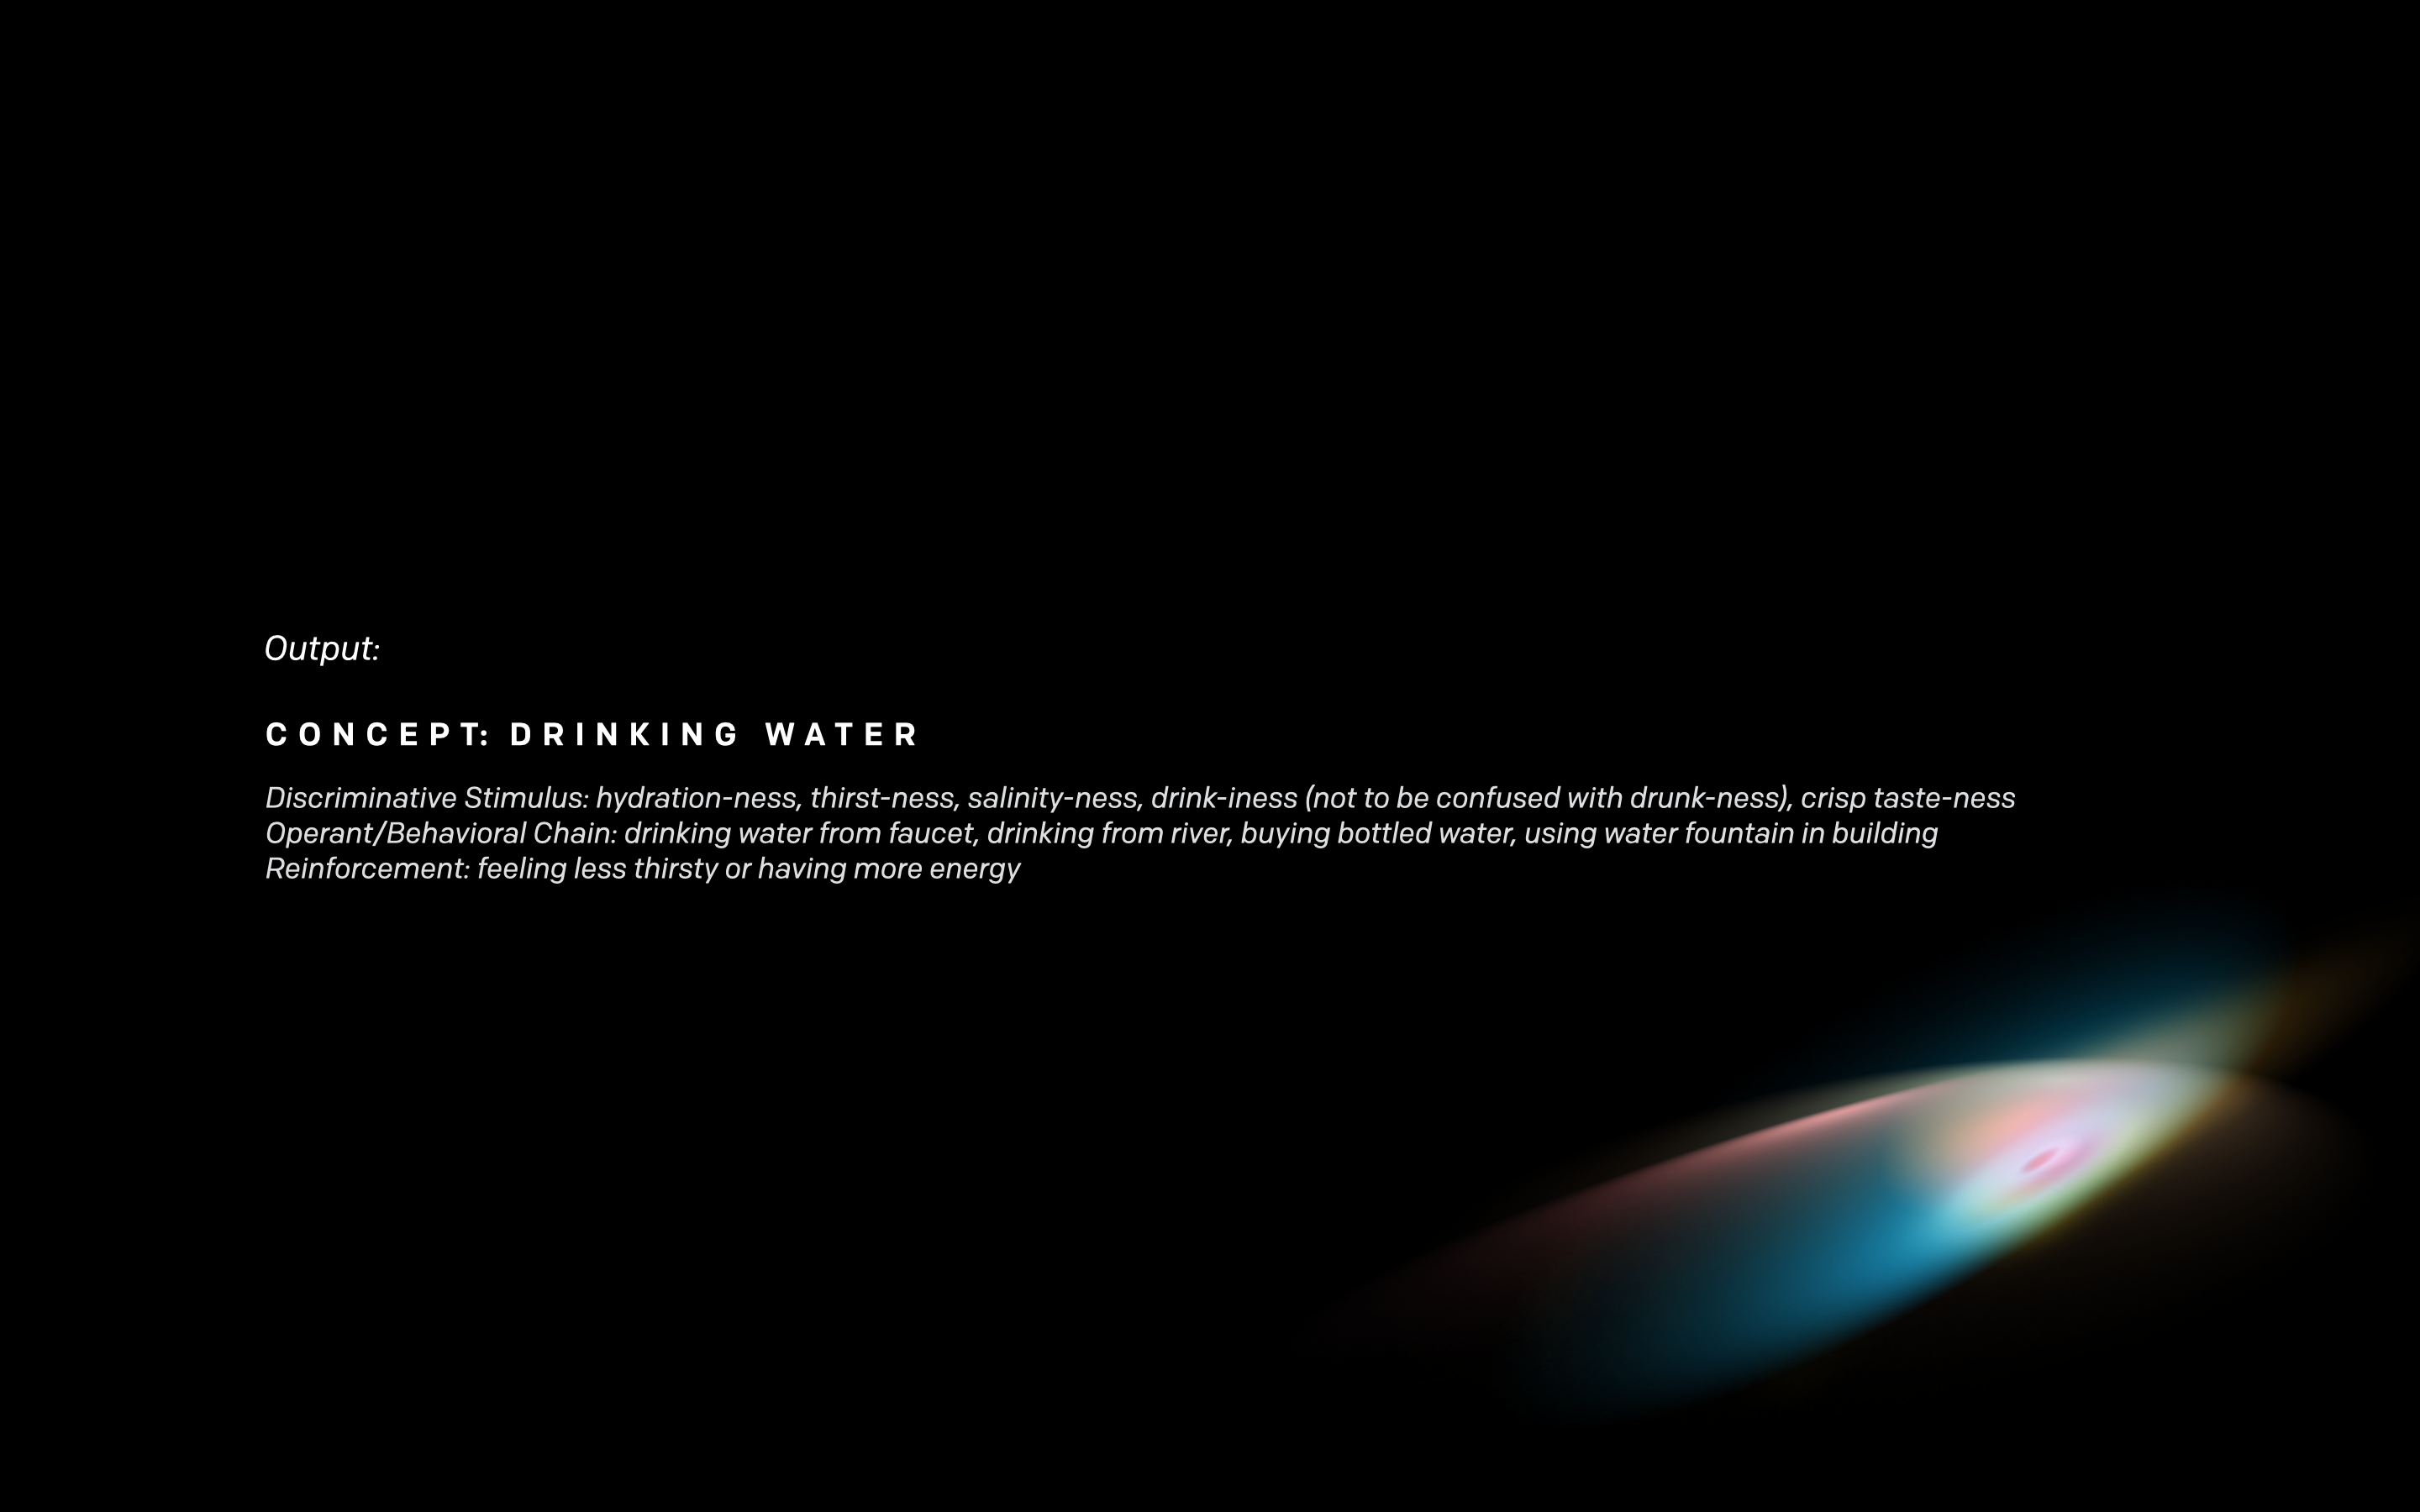 Output:
CONCEPT: DRINKING WATER
Discriminative Stimulus: hydration-ness, thirst-ness, salinity-ness, drink-iness (not to be confused with drunk-ness), crisp taste-ness
Operant/Behavioral Chain: drinking water from faucet, drinking from river, buying bottled water, using water fountain in building
Reinforcement: feeling less thirsty or having more energy